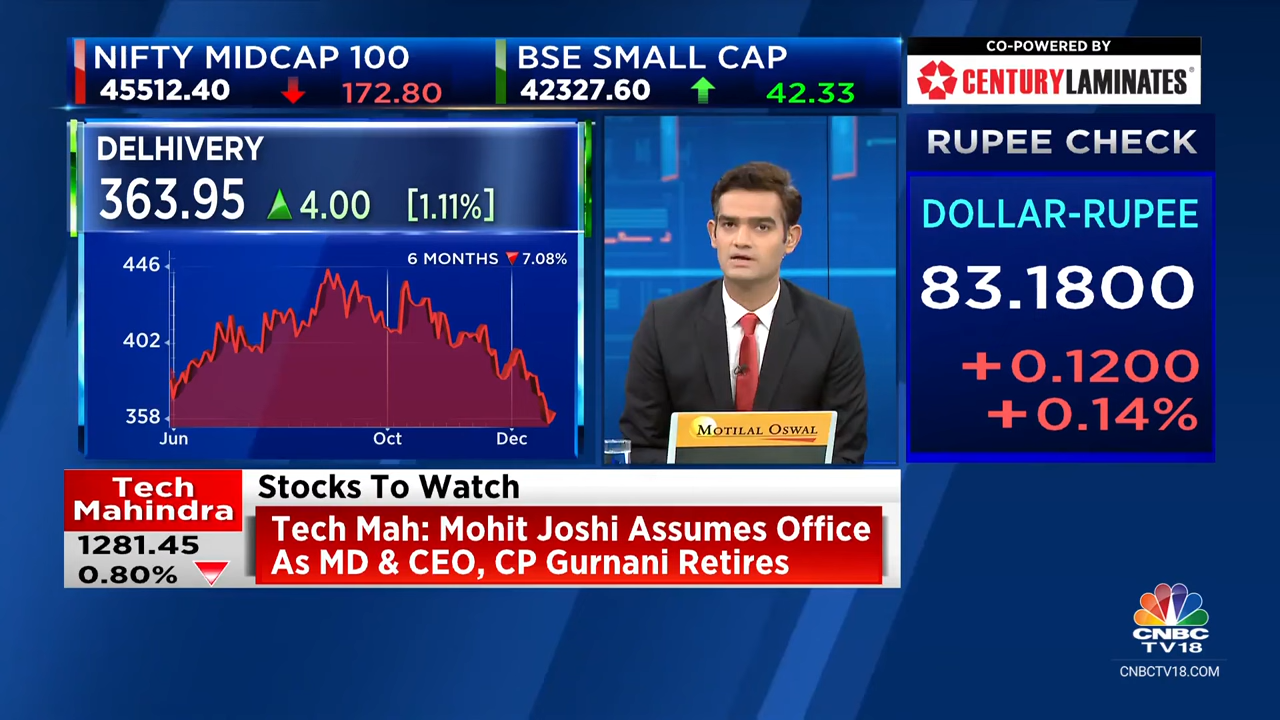 NIFTY MIDCAP 100
45512.40 172.80
BSE SMALL CAP
42327.60 42.33
CO-POWERED BY
CENTURYLAMINATES®
DELHIVERY
363.95 4.00 [1.11%]
6 MONTHS 7.08%
446
402
358
Jun Oct Dec
MOTILAL OSWAL
RUPEE CHECK
DOLLAR-RUPEE
83.1800
+0.1200
+0.14%
Tech
Mahindra
1281.45
0.80%
Stocks To Watch
Tech Mah: Mohit Joshi Assumes Office
As MD & CEO, CP Gurnani Retires
CNBC
TV18
CNBCTV18.COM